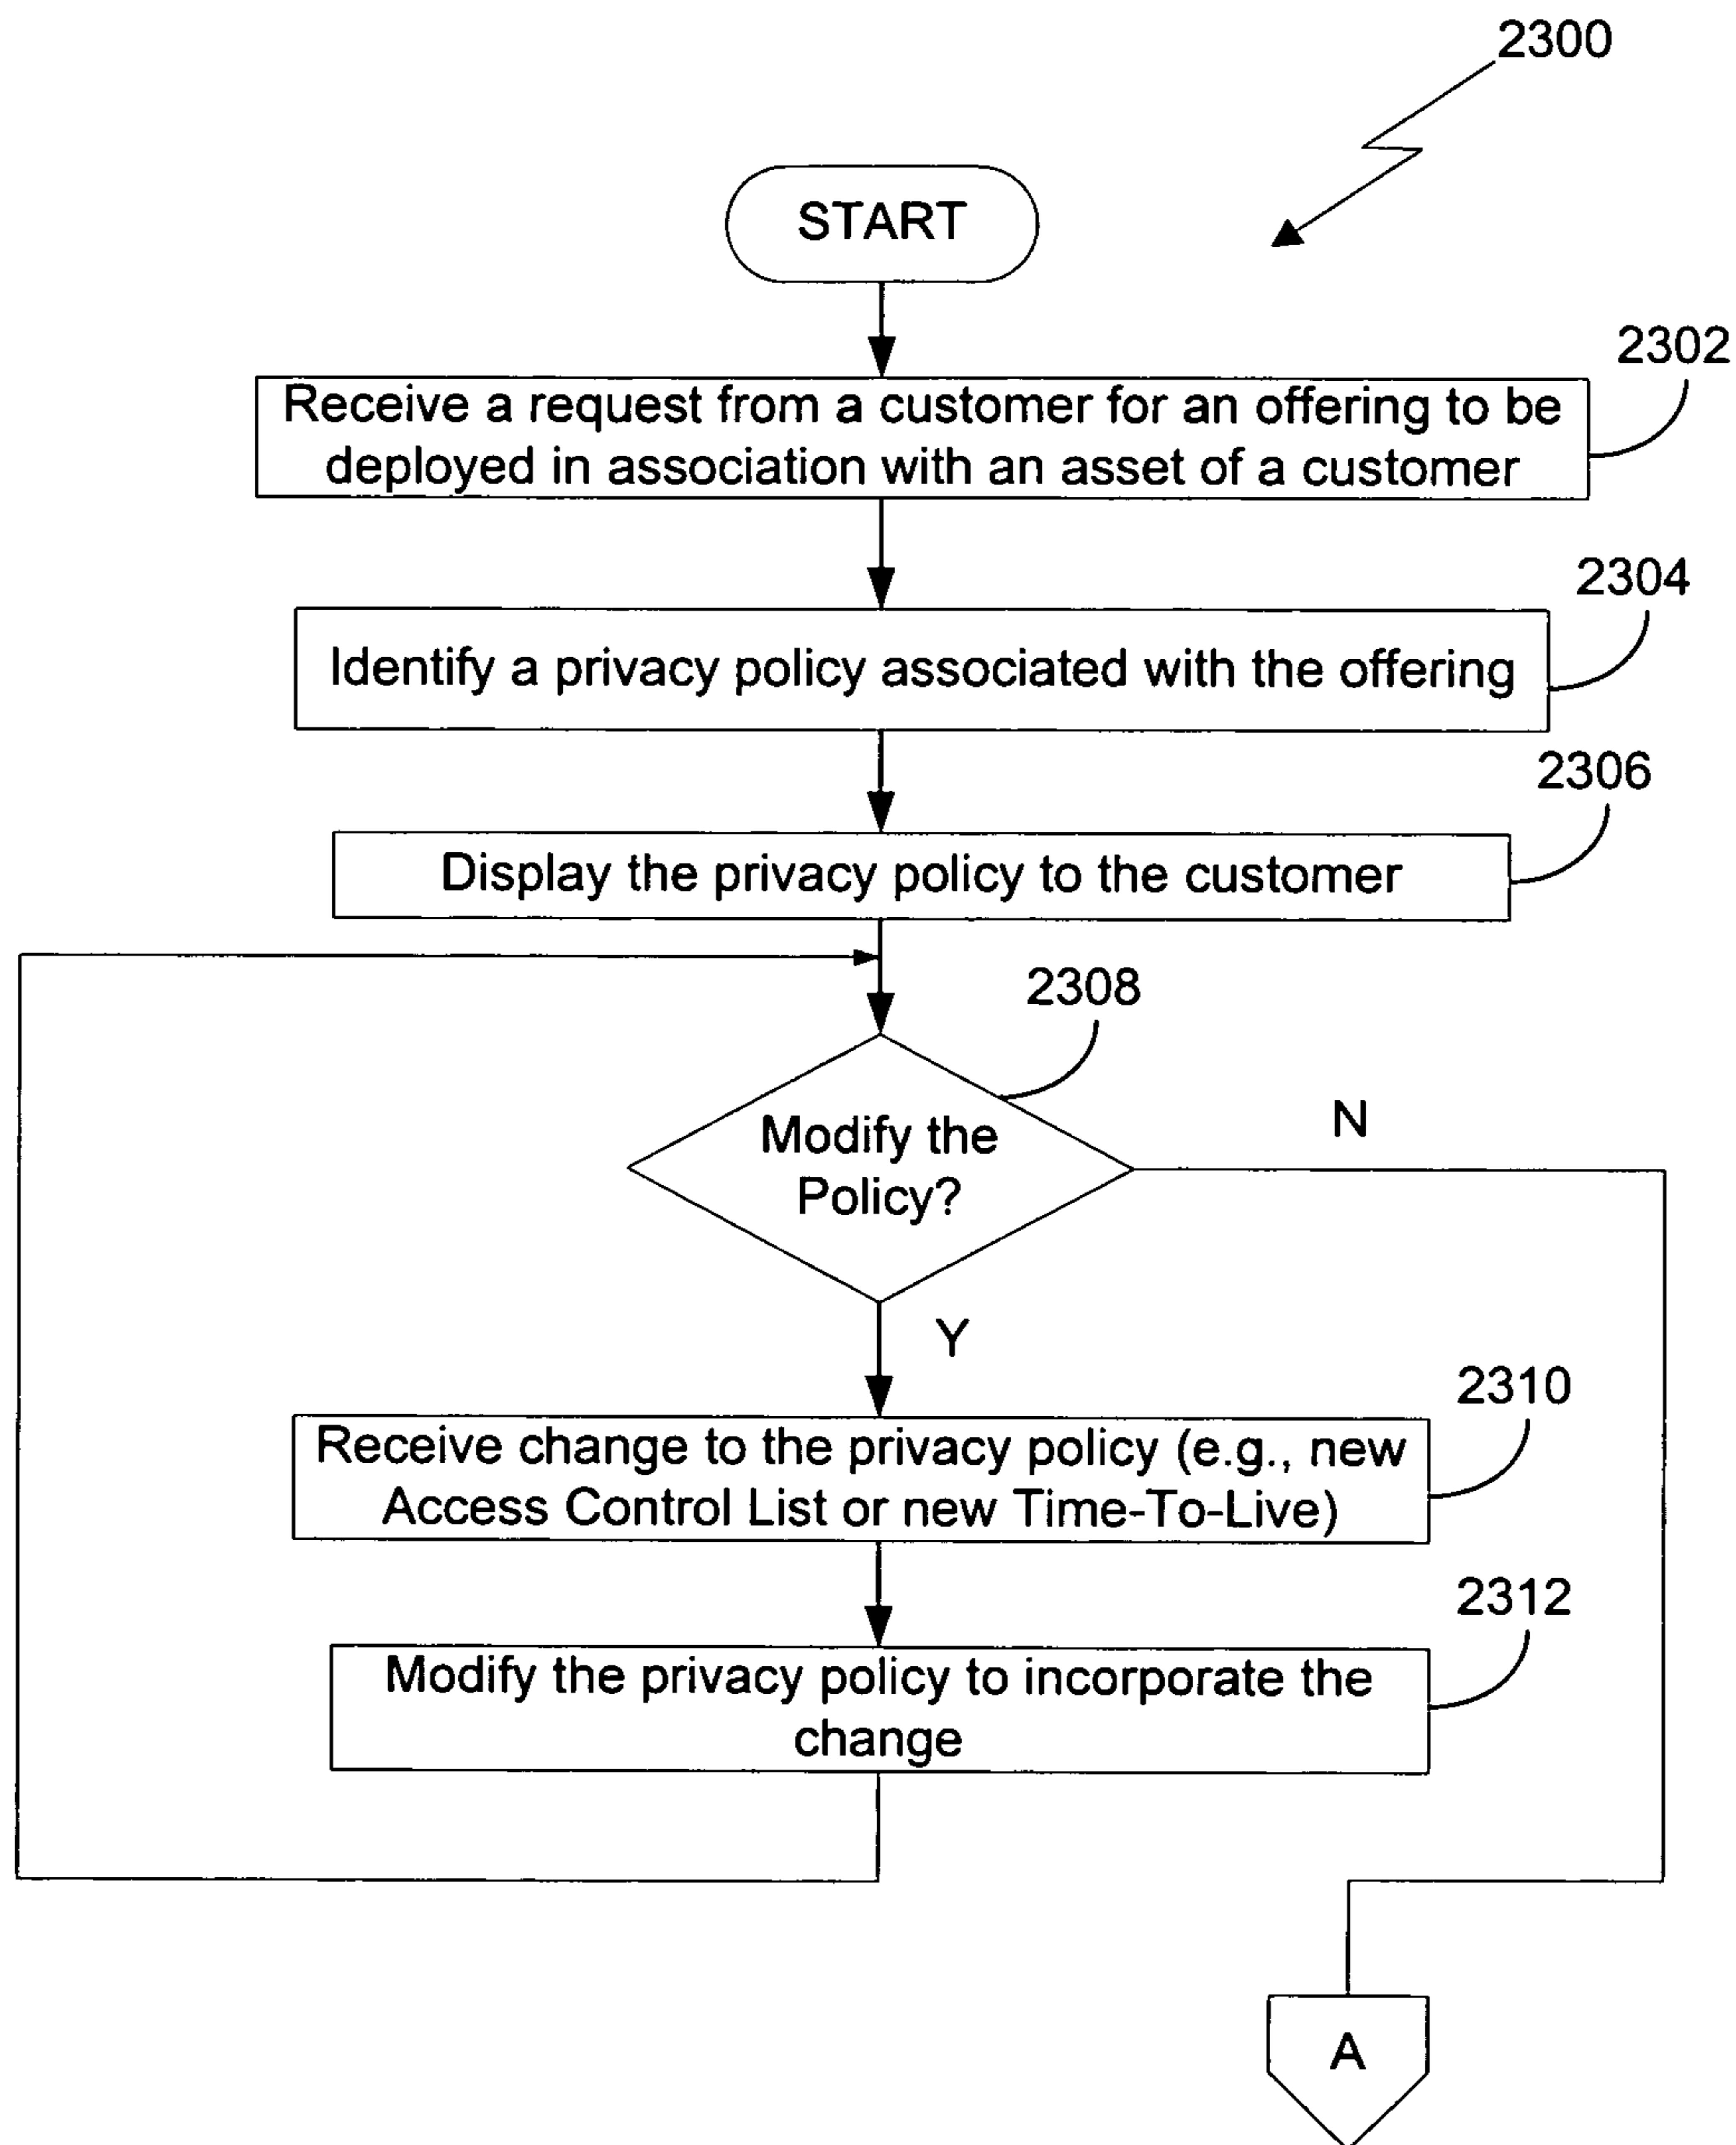 2300
START
2302
Receive a request from a customer for an offering to be
deployed in association with an asset of a customer
2304
Identify a privacy policy associated with the offering
2306
Display the privacy policy to the customer
2308
Modify the
Policy?
N
Y
2310
Receive change to the privacy policy (e.g., new
Access Control List or new Time-To-Live)
2312
Modify the privacy policy to incorporate the
change
A